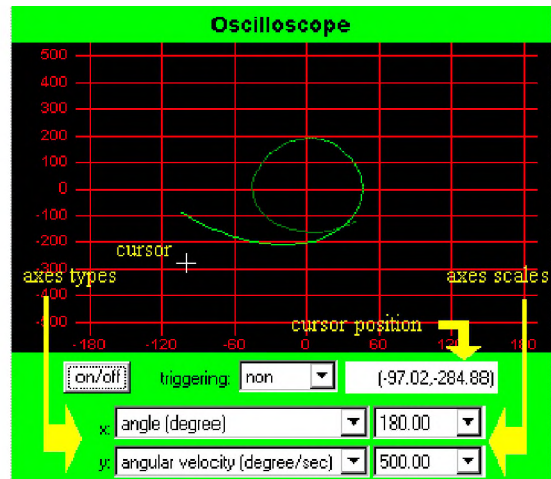 Oscilloscope
500
400
300
200
100
0
-100
-200
cursor
axes types
axes scales
-300
-400
-500
cursor position
-180 -120 -60 0 60 120 180
on/off triggering: non (-97.02,-284.88)
x: angle (degree) 180.00
y: angular velocity (degree/sec) 500.00